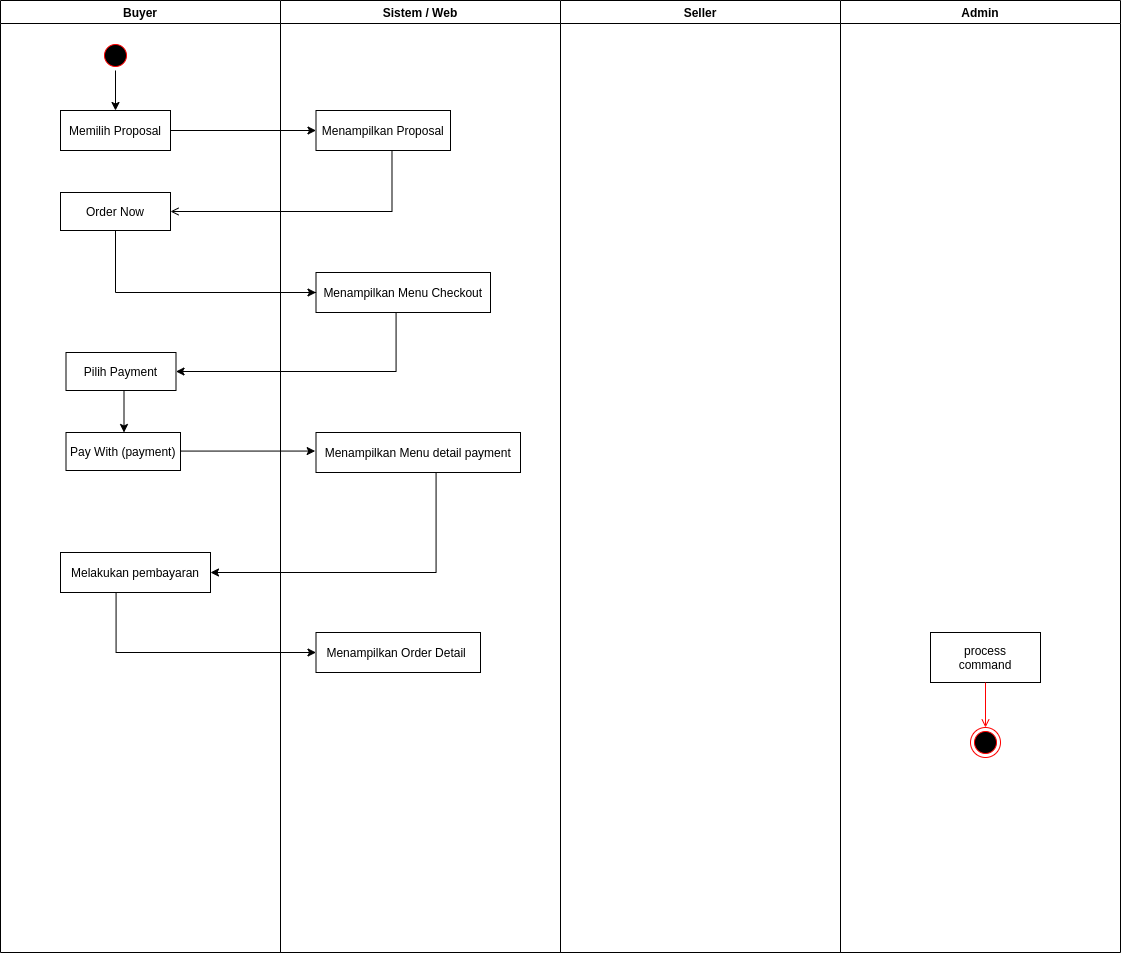 Buyer
Sistem / Web
Seller
Admin
Memilih Proposal
Menampilkan Proposal
Order Now
Menampilkan Menu Checkout
Pilih Payment
Pay With (payment)
Menampilkan Menu detail payment
Melakukan pembayaran
Menampilkan Order Detail
process
command